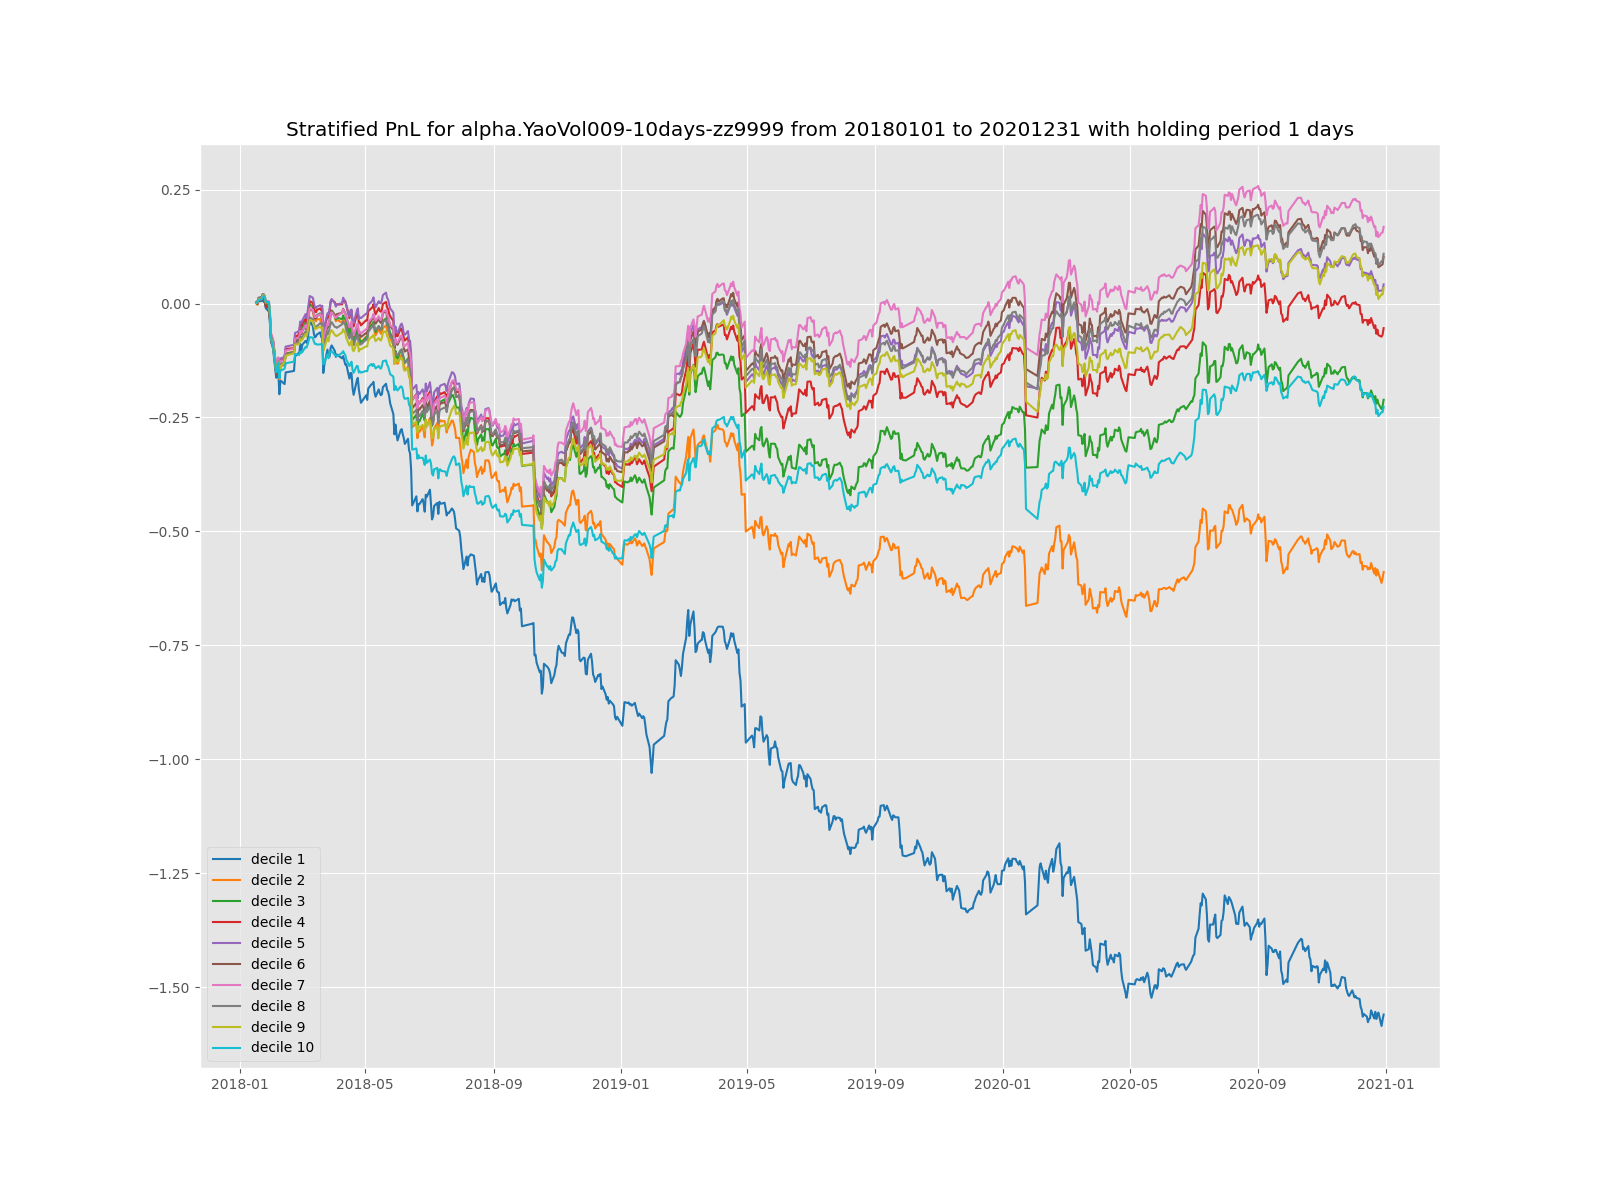 Stratified PnL for alpha.YaoVol009-10days-zz9999 from 20180101 to 20201231 with holding period 1 days
0.25
0.00
−0.25
−0.50
−0.75
−1.00
−1.25
−1.50
decile 1
decile 2
decile 3
decile 4
decile 5
decile 6
decile 7
decile 8
decile 9
decile 10
2018-01 2018-05 2018-09 2019-01 2019-05 2019-09 2020-01 2020-05 2020-09 2021-01